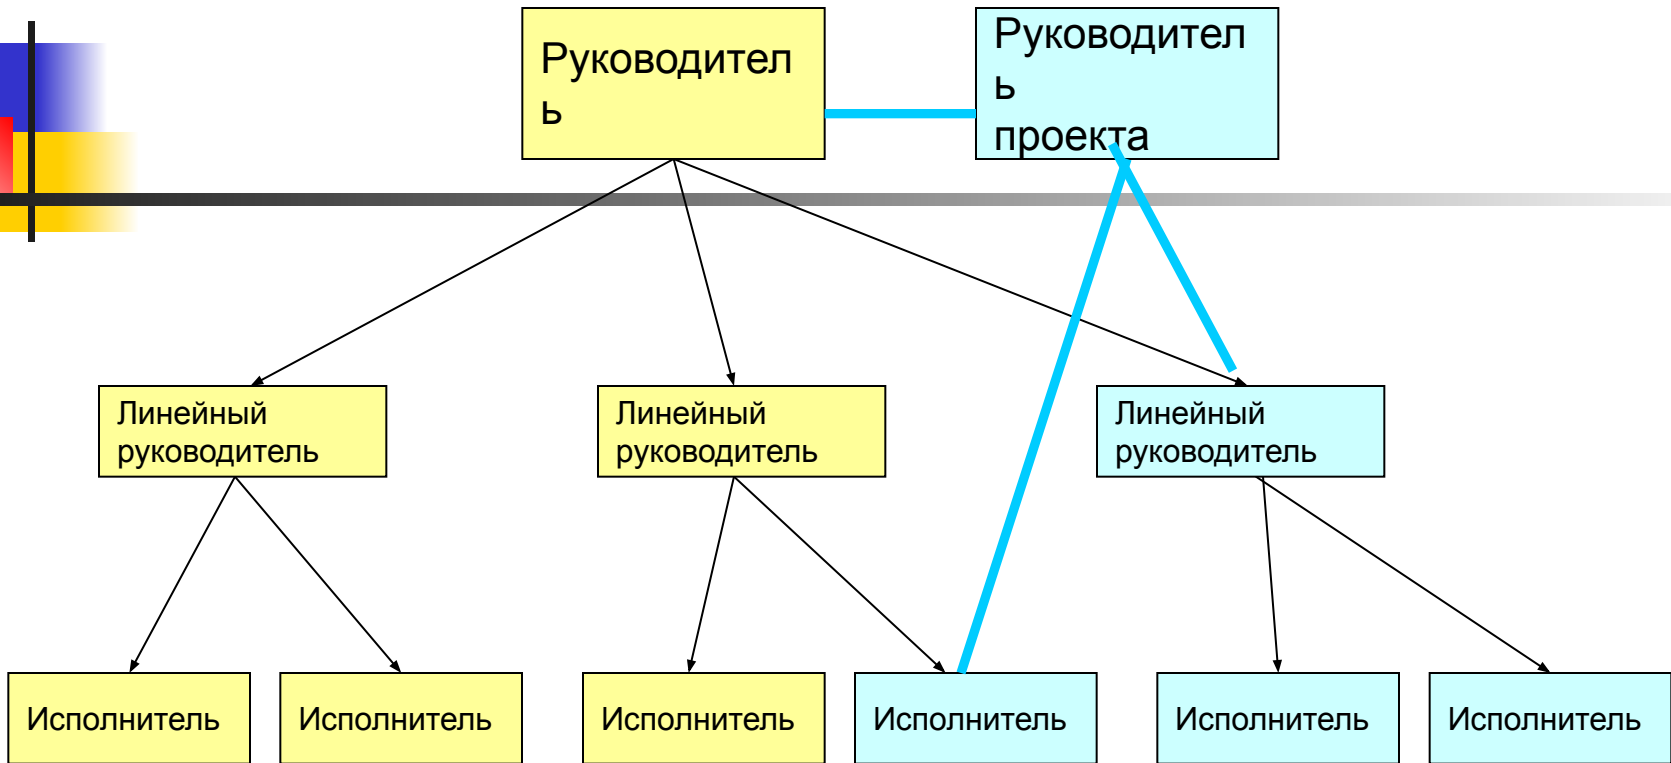 Руководител
ь
Руководител
ь
проекта
Линейный
руководитель
Линейный
руководитель
Линейный
руководитель
Исполнитель
Исполнитель
Исполнитель
Исполнитель
Исполнитель
Исполнитель